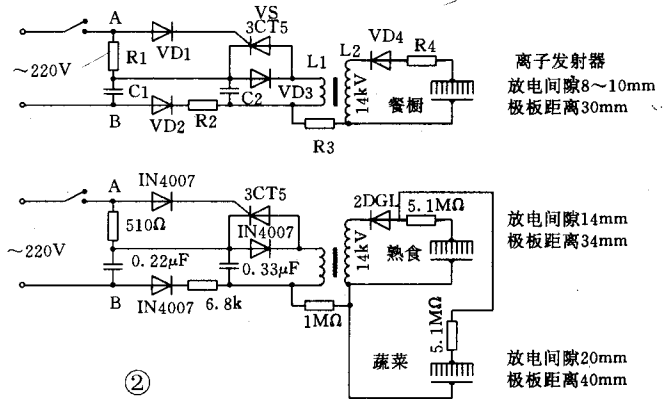 VS
A
3CT5
R1
VD1
L1
L2
VD4
R4
~220V
C1
C2
VD3
14kV
餐橱
B
VD2
R2
R3
离子发射器
放电间隙8~10mm
极板距离30mm
A
IN4007
3CT5
510Ω
IN4007
2DGL
5.1MΩ
~220V
0.22μF
0.33μF
14kV
熟食
B
IN4007
6.8k
1MΩ
放电间隙14mm
极板距离34mm
5.1MΩ
蔬菜
放电间隙20mm
极板距离40mm
②